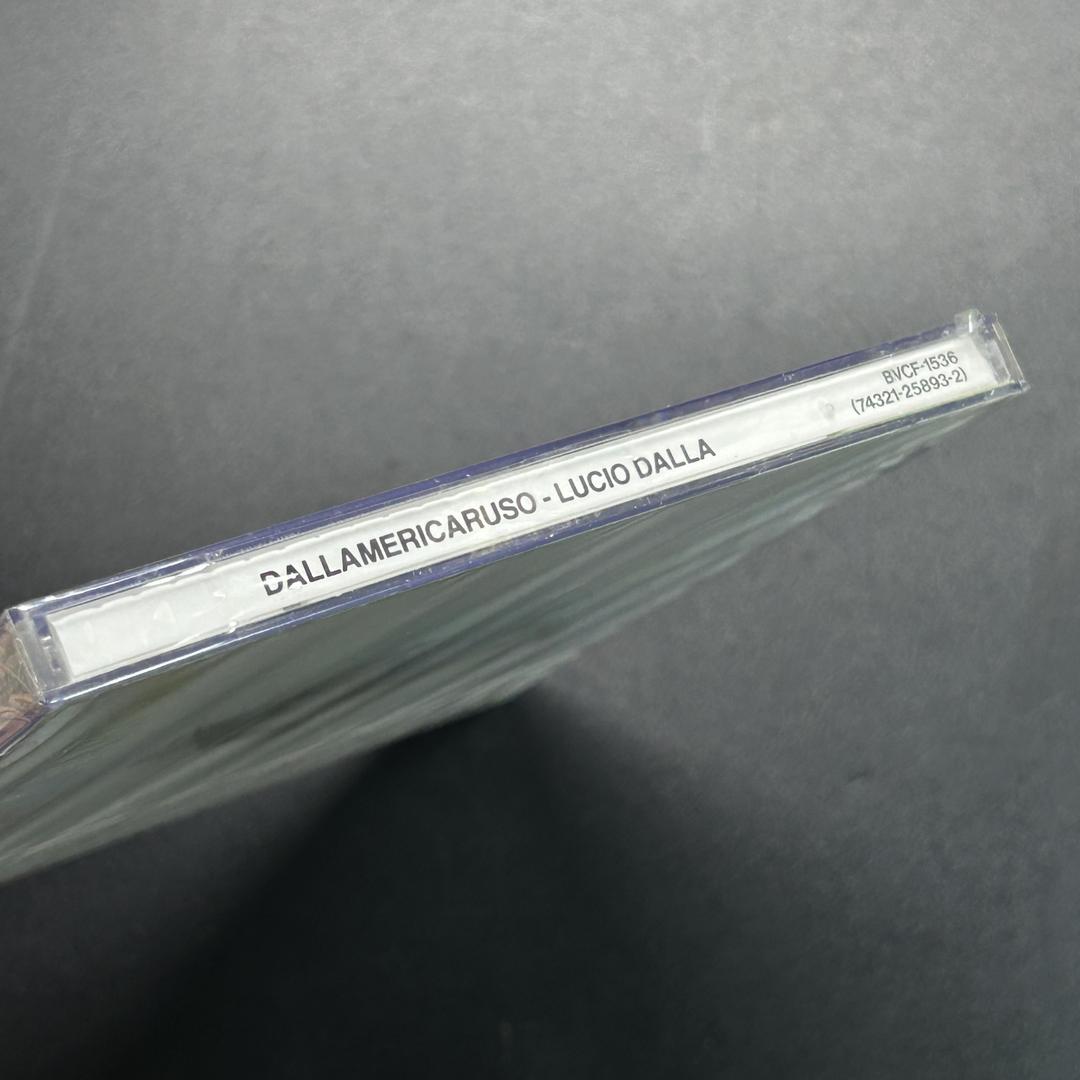 DALLAMERICARUSO - LUCIO DALLA
BVCF-1536
(74321-25893-2)